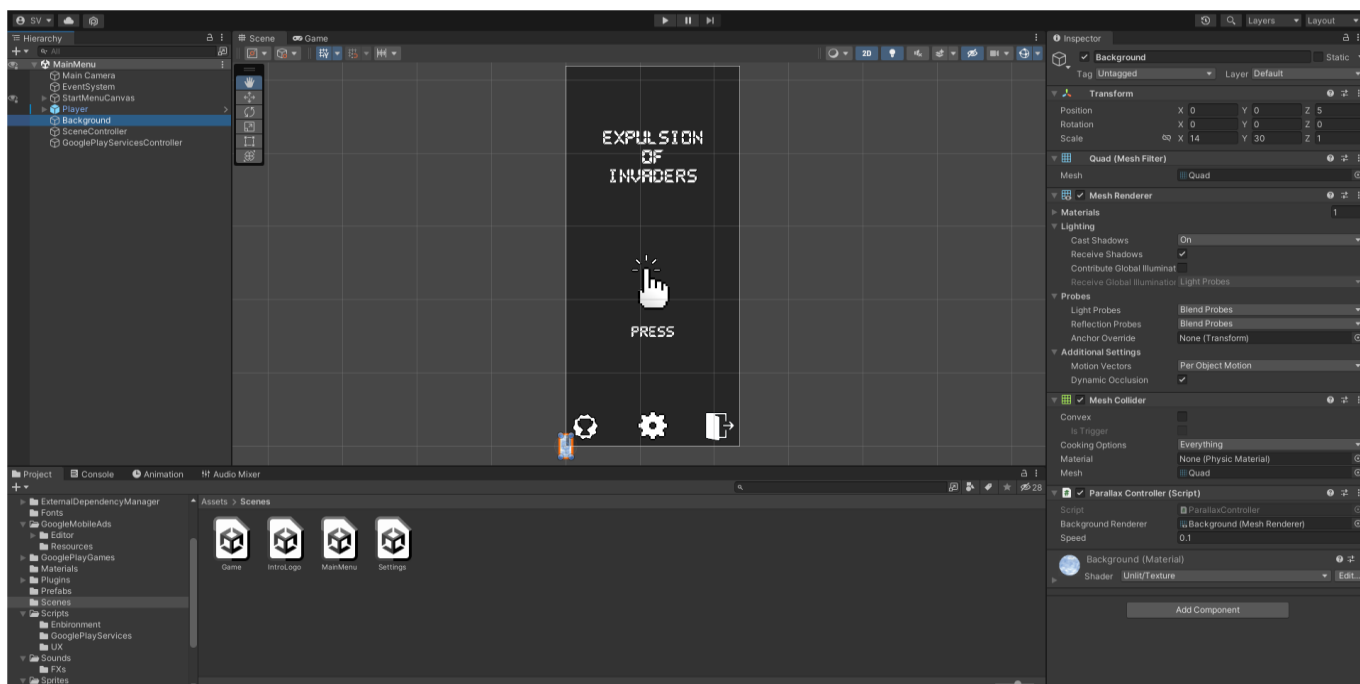 SV
Layers
Layout
Hierarchy
All
MainMenu
Main Camera
EventSystem
StartMenuCanvas
Player
Background
SceneController
GooglePlayServicesController
Scene
Game
2D
EXPULSION
OF
INVADERS
PRESS
Inspector
Background
Static
Tag Untagged
Layer Default
Transform
Position X 0 Y 0 Z 5
Rotation X 0 Y 0 Z 0
Scale X 14 Y 30 Z 1
Quad (Mesh Filter)
Mesh Quad
Mesh Renderer
Materials 1
Lighting
Cast Shadows On
Receive Shadows
Contribute Global Illuminat
Receive Global Illumination Light Probes
Probes
Light Probes Blend Probes
Reflection Probes Blend Probes
Anchor Override None (Transform)
Additional Settings
Motion Vectors Per Object Motion
Dynamic Occlusion
Mesh Collider
Convex
Is Trigger
Cooking Options Everything
Material None (Physic Material)
Mesh Quad
Parallax Controller (Script)
Script ParallaxController
Background Renderer Background (Mesh Renderer)
Speed 0.1
Background (Material)
Shader Unlit/Texture Edit...
Add Component
Project
Console
Animation
Audio Mixer
28
ExternalDependencyManager
Fonts
GoogleMobileAds
Editor
Resources
GooglePlayGames
Materials
Plugins
Prefabs
Scenes
Scripts
Enbironment
GooglePlayServices
UX
Sounds
FXs
Sprites
Assets > Scenes
Game
IntroLogo
MainMenu
Settings